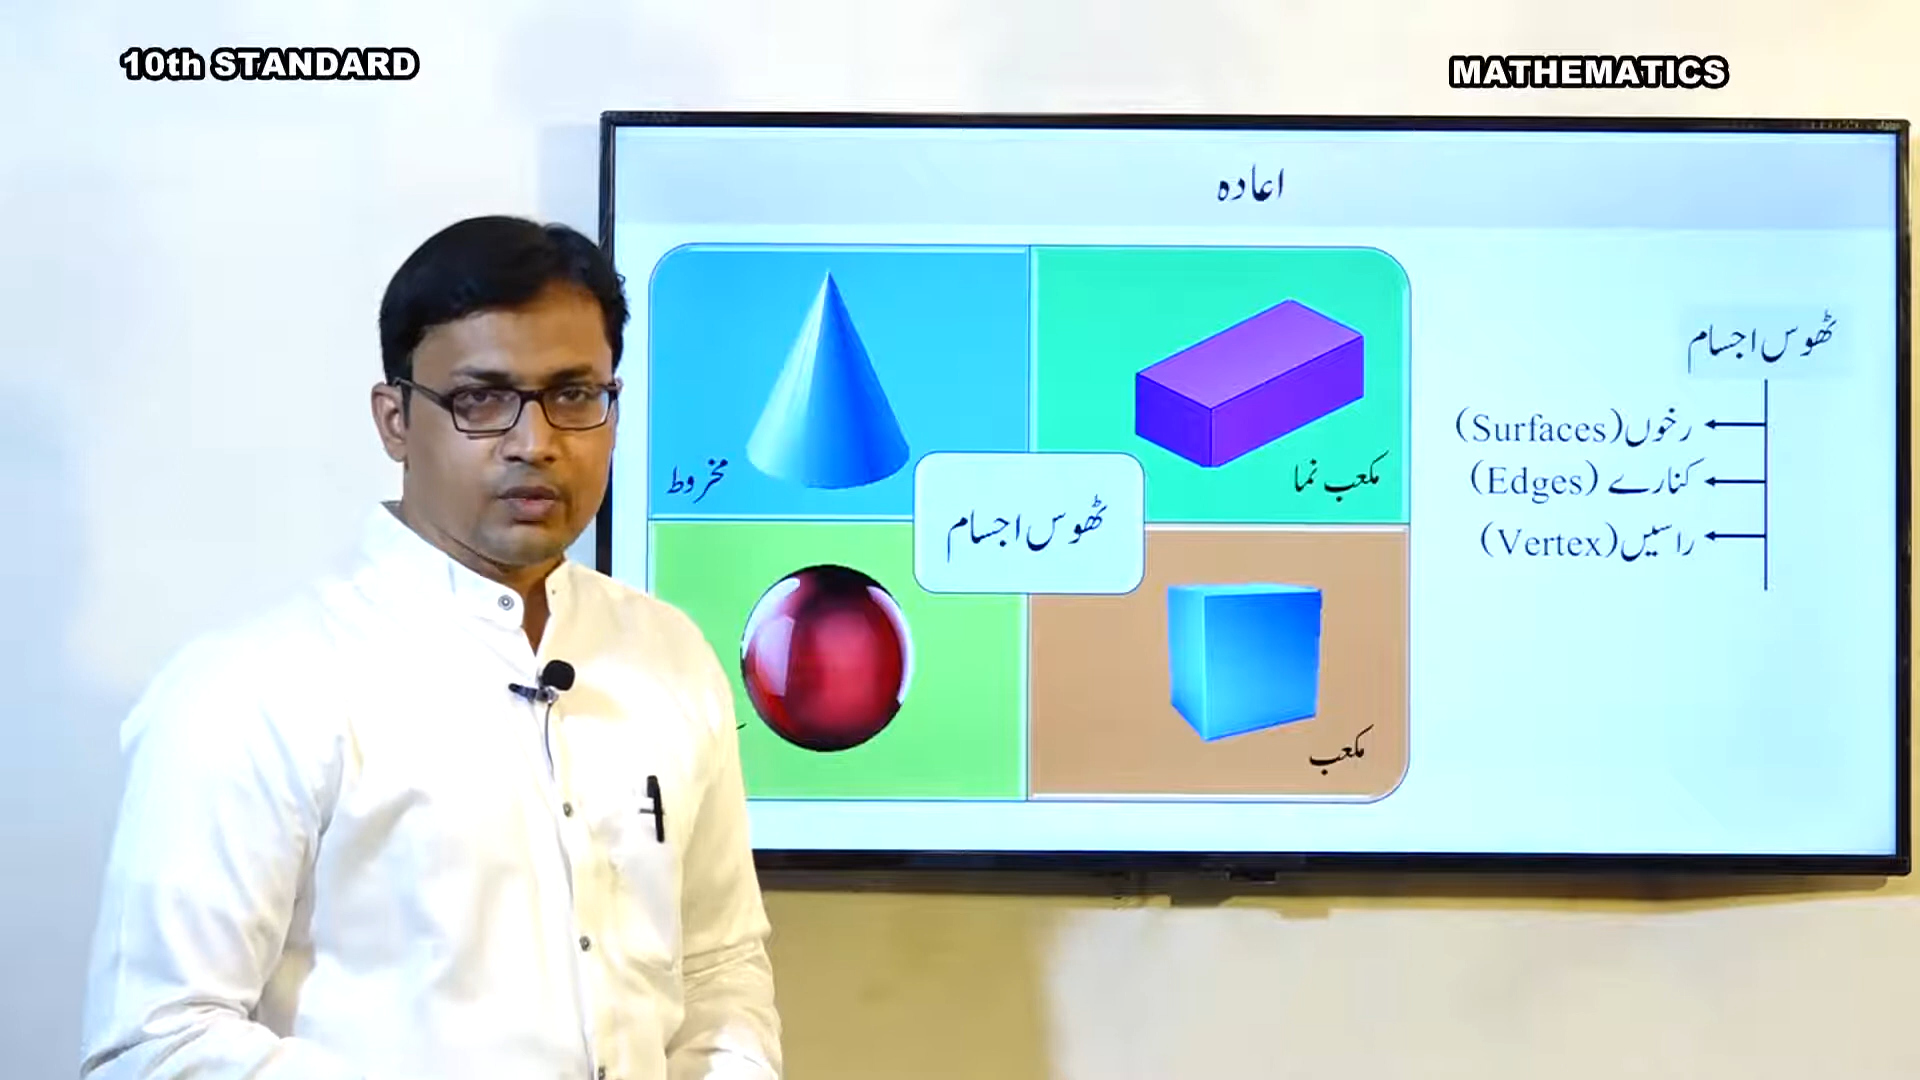 10th STANDARD
MATHEMATICS
اعادہ
مخروط
مکعب نما
ٹھوس اجسام
مکعب
ٹھوس اجسام
رخوں (Surfaces)
کنارے (Edges)
راسیں (Vertex)